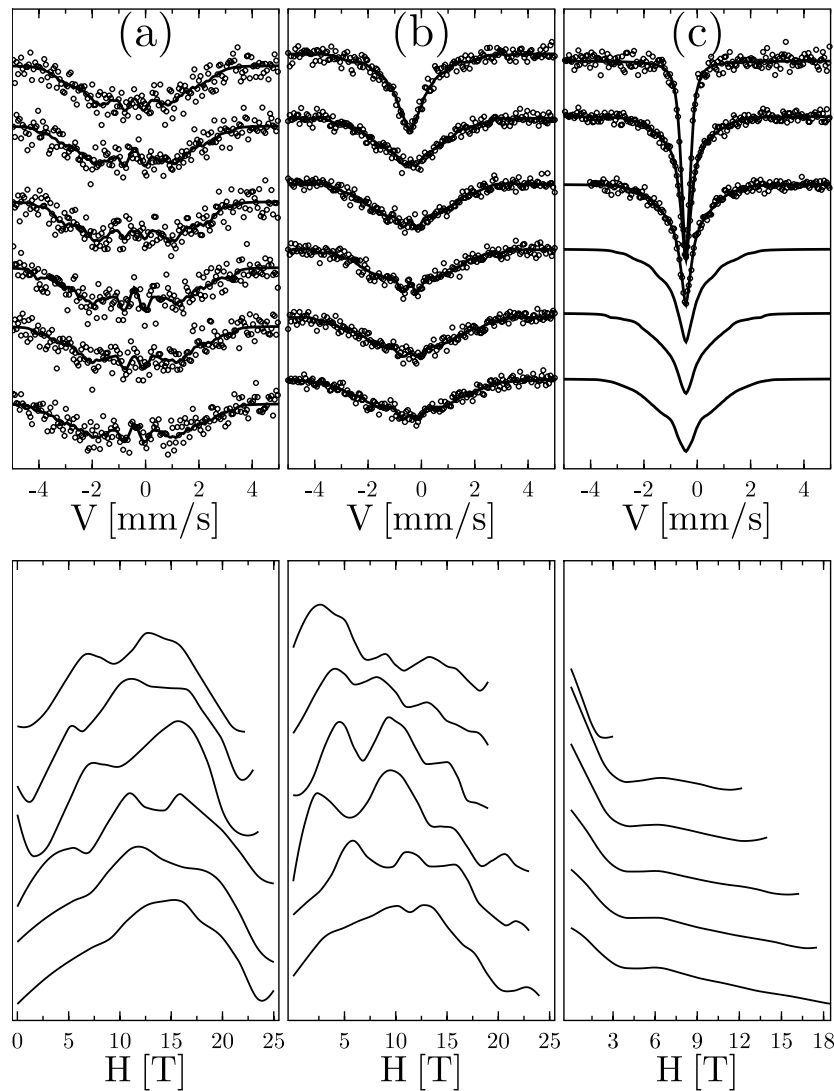 (a) (b) (c)
-4 -2 0 2 4 -4 -2 0 2 4 -4 -2 0 2 4
V [mm/s] V [mm/s] V [mm/s]
0 5 10 15 20 25 5 10 15 20 25 3 6 9 12 15 18
H [T] H [T] H [T]